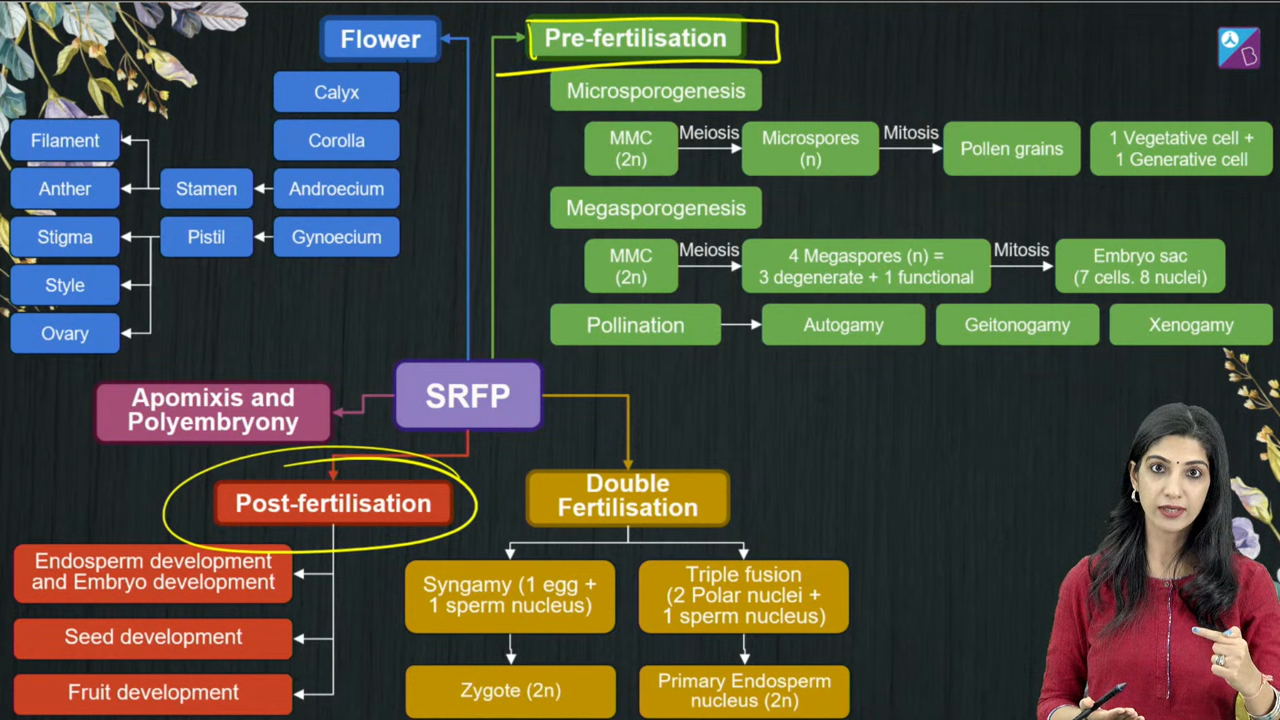 Flower
Calyx
Corolla
Androecium
Gynoecium
Stamen
Pistil
Filament
Anther
Stigma
Style
Ovary
Pre-fertilisation
Microsporogenesis
MMC
(2n)
Meiosis
Microspores
(n)
Mitosis
Pollen grains
1 Vegetative cell +
1 Generative cell
Megasporogenesis
MMC
(2n)
Meiosis
4 Megaspores (n) =
3 degenerate + 1 functional
Mitosis
Embryo sac
(7 cells. 8 nuclei)
Pollination
Autogamy
Geitonogamy
Xenogamy
SRFP
Apomixis and
Polyembryony
Post-fertilisation
Endosperm development
and Embryo development
Seed development
Fruit development
Double
Fertilisation
Syngamy (1 egg +
1 sperm nucleus)
Zygote (2n)
Triple fusion
(2 Polar nuclei +
1 sperm nucleus)
Primary Endosperm
nucleus (2n)
B